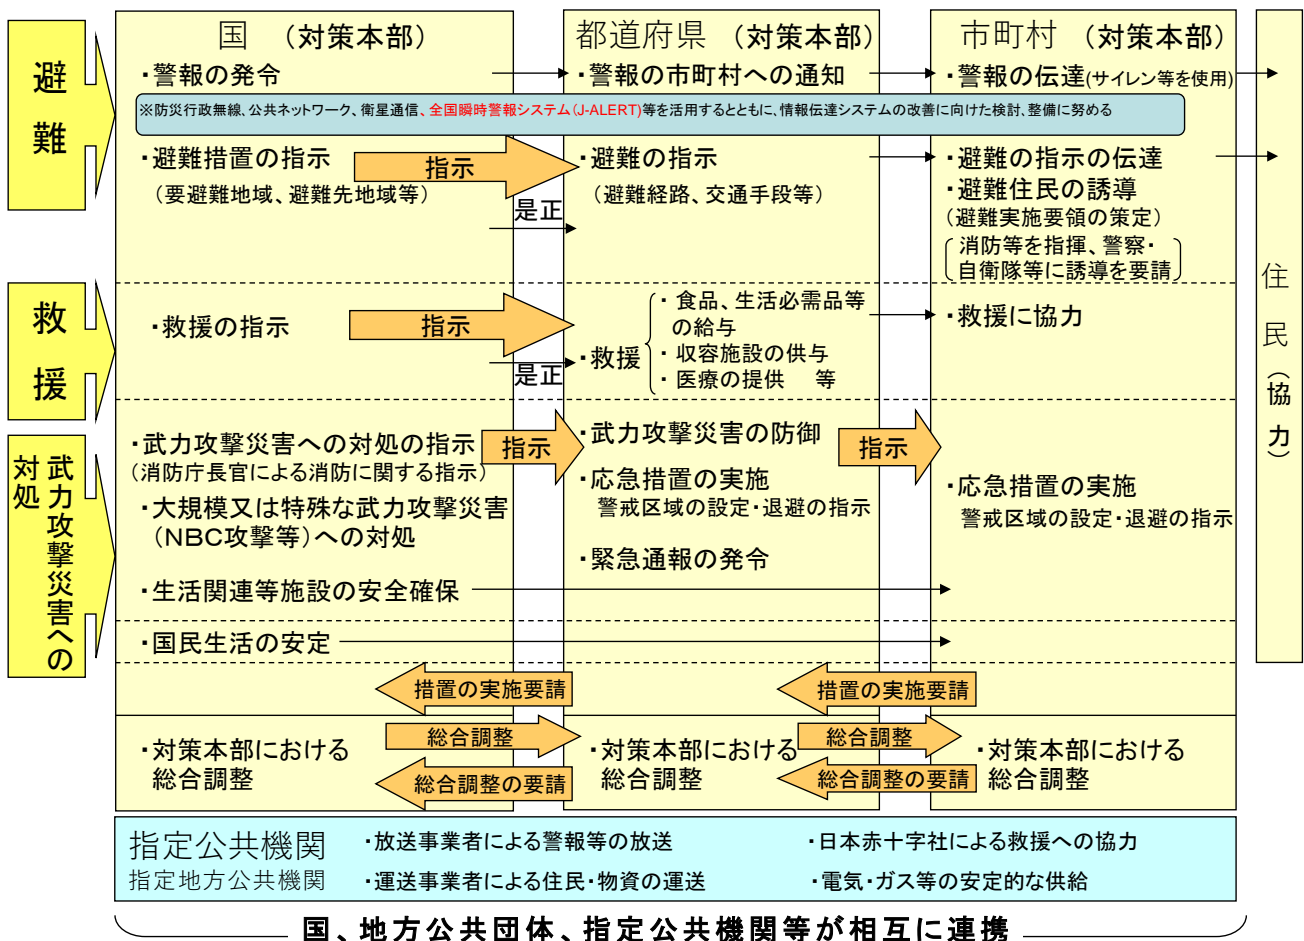 国 （対策本部）
都道府県 （対策本部）
市町村 （対策本部）
避難
・警報の発令
・警報の市町村への通知
・警報の伝達(サイレン等を使用)
※防災行政無線、公共ネットワーク、衛星通信、全国瞬時警報システム（J-ALERT)等を活用するとともに、情報伝達システムの改善に向けた検討、整備に努める
・避難措置の指示
（要避難地域、避難先地域等）
指示
是正
・避難の指示
（避難経路、交通手段等）
・避難の指示の伝達
・避難住民の誘導
（避難実施要領の策定）
消防等を指揮、警察・
自衛隊等に誘導を要請
救援
・救援の指示
指示
是正
・救援
・食品、生活必需品等
の給与
・収容施設の供与
・医療の提供 等
・救援に協力
武力攻撃災害への
対処
・武力攻撃災害への対処の指示
（消防庁長官による消防に関する指示）
指示
・武力攻撃災害の防御
指示
・大規模又は特殊な武力攻撃災害
（NBC攻撃等）への対処
・応急措置の実施
警戒区域の設定・退避の指示
・応急措置の実施
警戒区域の設定・退避の指示
・緊急通報の発令
・生活関連等施設の安全確保
・国民生活の安定
措置の実施要請
措置の実施要請
・対策本部における
総合調整
総合調整
総合調整の要請
・対策本部における
総合調整
総合調整
総合調整の要請
・対策本部における
総合調整
住民（協力）
指定公共機関
指定地方公共機関
・放送事業者による警報等の放送
・日本赤十字社による救援への協力
・運送事業者による住民・物資の運送
・電気・ガス等の安定的な供給
国、地方公共団体、指定公共機関等が相互に連携